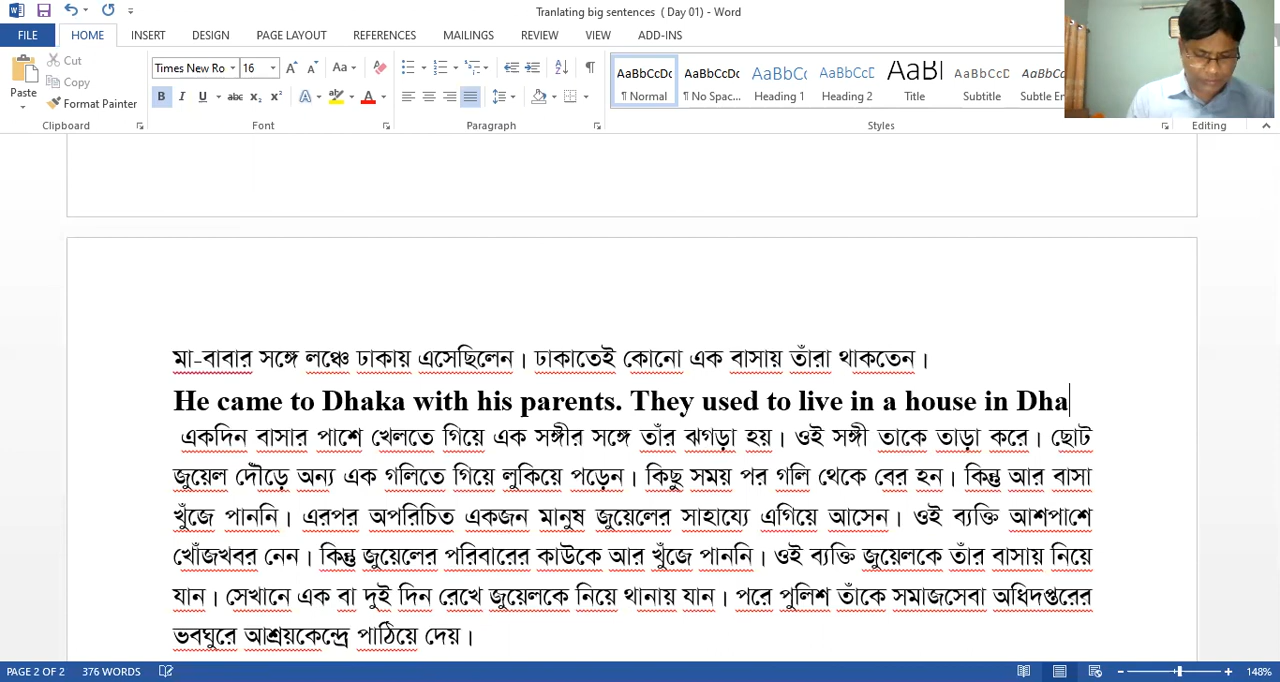 Tranlating big sentences ( Day 01) - Word
FILE HOME INSERT DESIGN PAGE LAYOUT REFERENCES MAILINGS REVIEW VIEW ADD-INS
Cut
Copy
Format Painter
Paste
Times New Ro 16
AaBbCcDc AaBbCcDc AaBbCc AaBbCcD AaBl AaBbCcD AaBbCcD
¶ Normal ¶ No Spac... Heading 1 Heading 2 Title Subtitle Subtle Em
Clipboard Font Paragraph Styles Editing
মা-বাবার সঙ্গে লঞ্চে ঢাকায় এসেছিলেন। ঢাকাতেই কোনো এক বাসায় তাঁরা থাকতেন।
He came to Dhaka with his parents. They used to live in a house in Dha
একদিন বাসার পাশে খেলতে গিয়ে এক সঙ্গীর সঙ্গে তাঁর ঝগড়া হয়। ওই সঙ্গী তাকে তাড়া করে। ছোট
জুয়েল দৌড়ে অন্য এক গলিতে গিয়ে লুকিয়ে পড়েন। কিছু সময় পর গলি থেকে বের হন। কিন্তু আর বাসা
খুঁজে পাননি। এরপর অপরিচিত একজন মানুষ জুয়েলের সাহায্যে এগিয়ে আসেন। ওই ব্যক্তি আশপাশে
খোঁজখবর নেন। কিন্তু জুয়েলের পরিবারের কাউকে আর খুঁজে পাননি। ওই ব্যক্তি জুয়েলকে তাঁর বাসায় নিয়ে
যান। সেখানে এক বা দুই দিন রেখে জুয়েলকে নিয়ে থানায় যান। পরে পুলিশ তাঁকে সমাজসেবা অধিদপ্তরের
ভবঘুরে আশ্রয়কেন্দ্রে পাঠিয়ে দেয়।
PAGE 2 OF 2 376 WORDS 148%